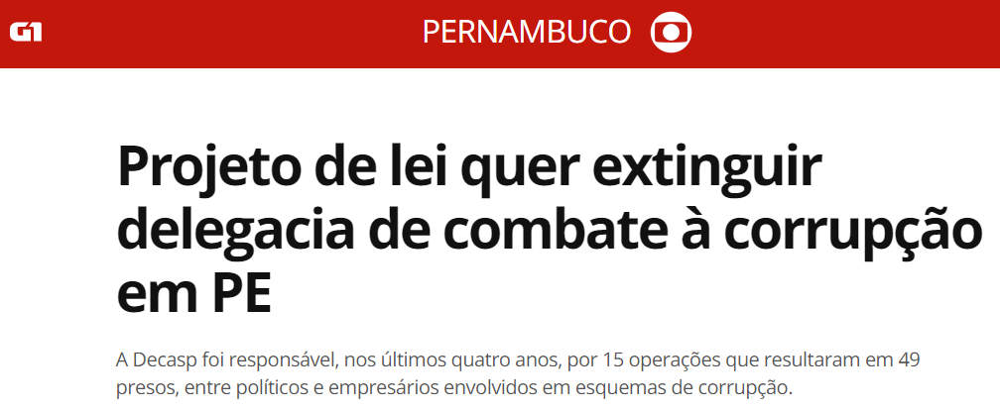 G1
PERNAMBUCO
Projeto de lei quer extinguir
delegacia de combate à corrupção
em PE
A Decasp foi responsável, nos últimos quatro anos, por 15 operações que resultaram em 49
presos, entre políticos e empresários envolvidos em esquemas de corrupção.